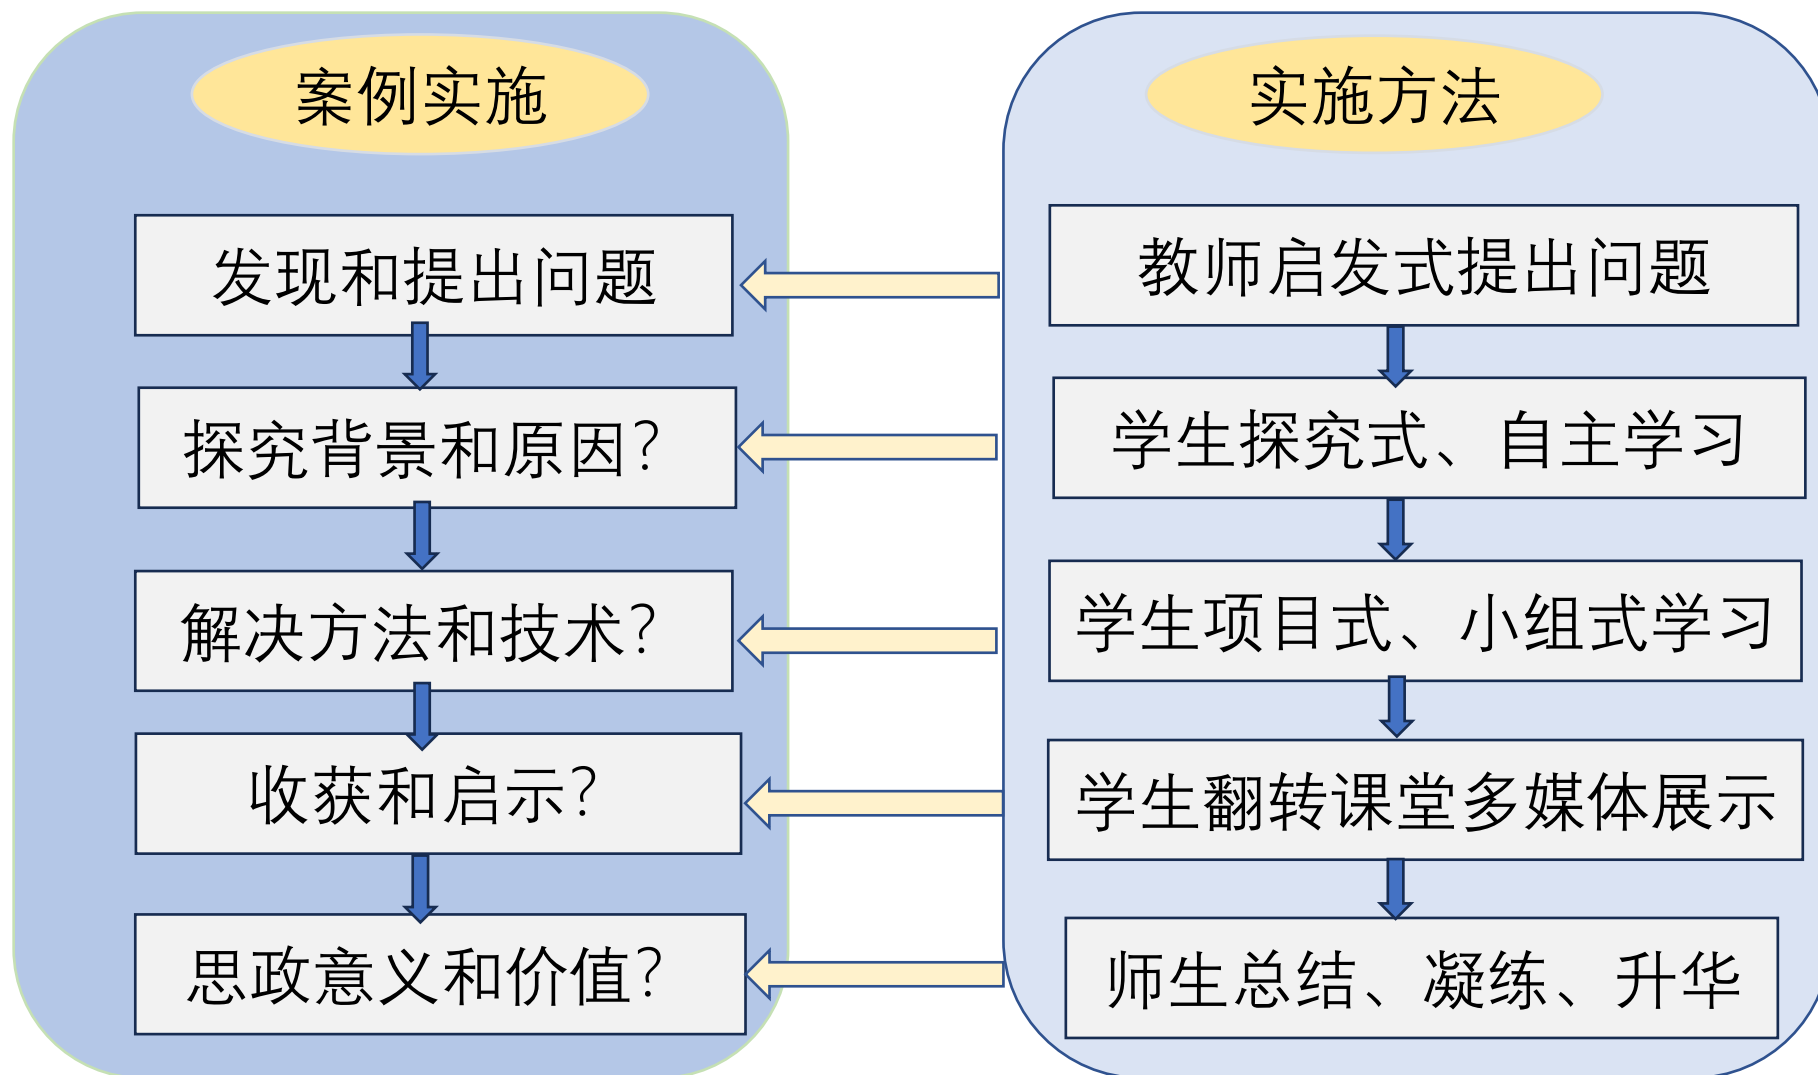 案例实施
发现和提出问题
探究背景和原因？
解决方法和技术？
收获和启示？
思政意义和价值？
实施方法
教师启发式提出问题
学生探究式、自主学习
学生项目式、小组式学习
学生翻转课堂多媒体展示
师生总结、凝练、升华